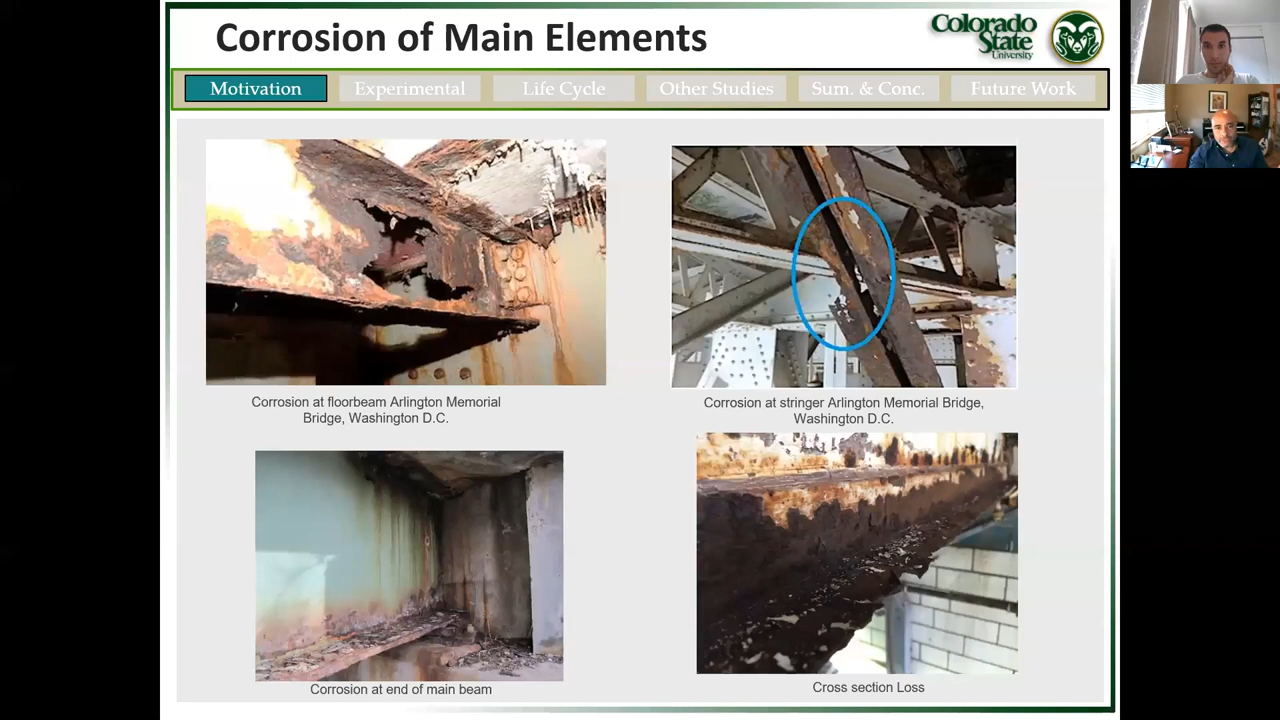 Corrosion of Main Elements
Colorado
State
University
Motivation
Experimental
Life Cycle
Other Studies
Sum. & Conc.
Future Work
Corrosion at floorbeam Arlington Memorial
Bridge, Washington D.C.
Corrosion at stringer Arlington Memorial Bridge,
Washington D.C.
Corrosion at end of main beam
Cross section Loss